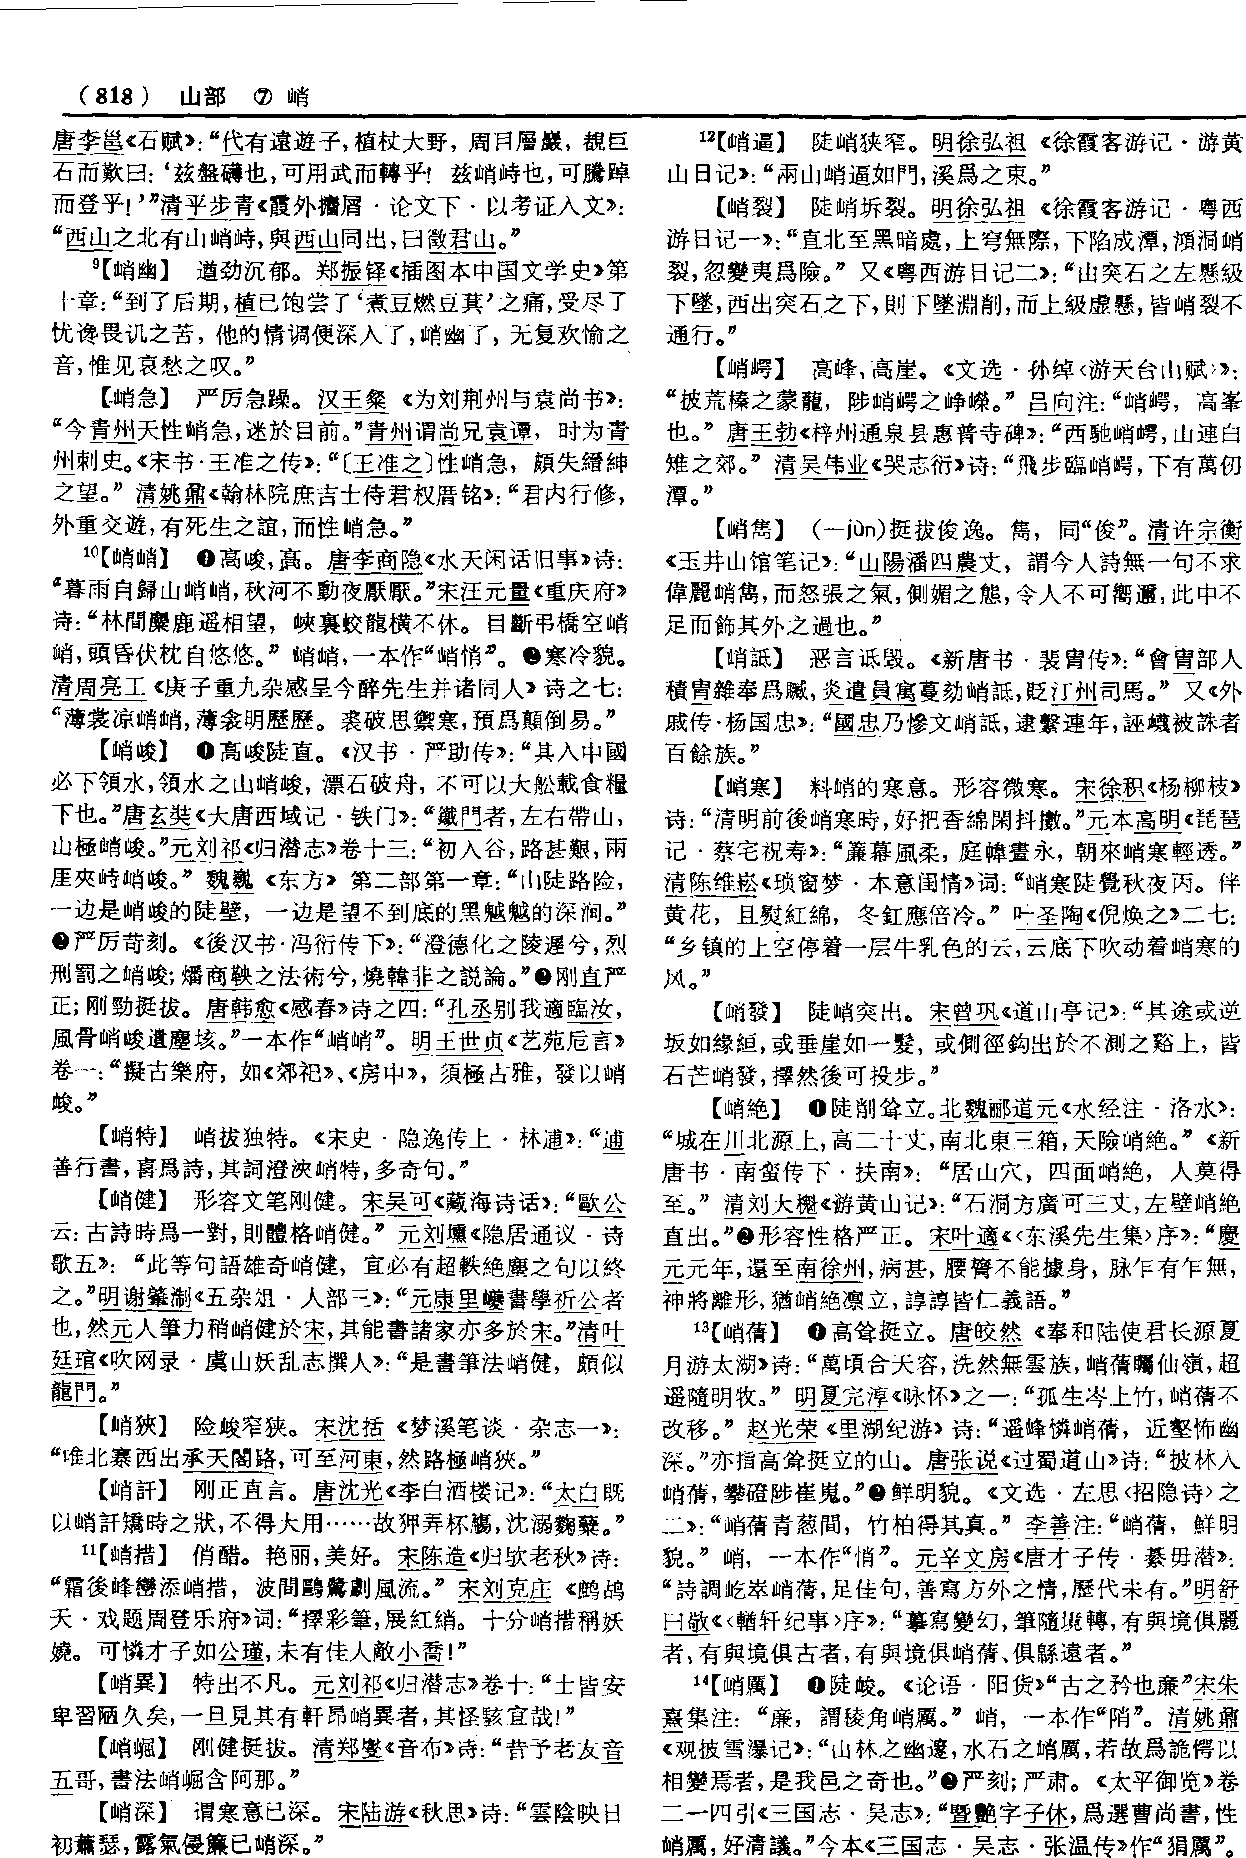 （818） 山部 ⑦ 峭
唐李邕《石赋》：“代有遠遊子，植杖大野，周目層巖，覩巨
石而歎曰：‘兹盤礴也，可用武而轉乎！兹峭峙也，可騰踔
而登乎！’”清平步青《霞外攟屑·论文下·以考证入文》：
“西山之北有山峭峙，與西山同出，曰徵君山。”
⁹【峭幽】 遒劲沉郁。郑振铎《插图本中国文学史》第
十章：“到了后期，植已饱尝了‘煮豆燃豆萁’之痛，受尽了
忧谗畏讥之苦，他的情调便深入了，峭幽了，无复欢愉之
音，惟见哀愁之叹。”
【峭急】 严厉急躁。汉王粲《为刘荆州与袁尚书》：
“今青州天性峭急，迷於目前。”青州谓尚兄袁谭，时为青
州刺史。《宋书·王准之传》：“〔王准之〕性峭急，頗失縉紳
之望。”清姚鼐《翰林院庶吉士侍君权厝铭》：“君内行修，
外重交遊，有死生之誼，而性峭急。”
¹⁰【峭峭】 ❶高峻，高。唐李商隐《水天闲话旧事》诗：
“暮雨自歸山峭峭，秋河不動夜厭厭。”宋汪元量《重庆府》
诗：“林間麋鹿遥相望，峽裏蛟龍橫不休。目斷弔橋空峭
峭，頭昏伏枕自悠悠。”峭峭，一本作“峭悄”。❷寒冷貌。
清周亮工《庚子重九杂感呈今醉先生并诸同人》诗之七：
“薄裳凉峭峭，薄衾明歷歷。裘破思禦寒，預爲顛倒易。”
【峭峻】 ❶高峻陡直。《汉书·严助传》：“其入中國
必下領水，領水之山峭峻，漂石破舟，不可以大舩載食糧
下也。”唐玄奘《大唐西域记·铁门》：“鐵門者，左右帶山，
山極峭峻。”元刘祁《归潜志》卷十三：“初入谷，路甚艱，兩
厓夾峙峭峻。”魏巍《东方》第二部第一章：“山陡路险，
一边是峭峻的陡壁，一边是望不到底的黑魆魆的深涧。”
❷严厉苛刻。《後汉书·冯衍传下》：“澄德化之陵遲兮，烈
刑罰之峭峻；燔商鞅之法術兮，燒韓非之説論。”❸刚直严
正；刚勁挺拔。唐韩愈《感春》诗之四：“孔丞别我適臨汝，
風骨峭峻遺塵垓。”一本作“峭峭”。明王世贞《艺苑卮言》
卷一：“擬古樂府，如《郊祀》、《房中》，須極古雅，發以峭
峻。”
【峭特】 峭拔独特。《宋史·隐逸传上·林逋》：“逋
善行書，喜爲詩，其詞澄浹峭特，多奇句。”
【峭健】 形容文笔刚健。宋吴可《藏海诗话》：“歐公
云：古詩時爲一對，則體格峭健。”元刘壎《隐居通议·诗
歌五》：“此等句語雄奇峭健，宜必有超軼絶塵之句以終
之。”明谢肇淛《五杂俎·人部三》：“元康里巙書學祈公者
也，然元人筆力稍峭健於宋，其能書諸家亦多於宋。”清叶
廷琯《吹网录·虞山妖乱志撰人》：“是書筆法峭健，頗似
龍門。”
【峭狹】 险峻窄狭。宋沈括《梦溪笔谈·杂志一》：
“唯北寨西出承天閣路，可至河東，然路極峭狹。”
【峭訐】 刚正直言。唐沈光《李白酒楼记》：“太白既
以峭訐矯時之狀，不得大用……故狎弄杯觴，沈溺麴糵。”
¹¹【峭措】 俏醋。艳丽，美好。宋陈造《归欤老秋》诗：
“霜後峰巒添峭措，波間鷗鷺劇風流。”宋刘克庄《鹧鸪
天·戏题周登乐府》词：“擇彩筆，展紅綃。十分峭措稱妖
嬈。可憐才子如公瑾，未有佳人敵小喬！”
【峭異】 特出不凡。元刘祁《归潜志》卷十：“士皆安
卑習陋久矣，一旦見其有軒昂峭異者，其怪駭宜哉！”
【峭崛】 刚健挺拔。清郑燮《音布》诗：“昔予老友音
五哥，書法峭崛含阿那。”
【峭深】 谓寒意已深。宋陆游《秋思》诗：“雲陰映日
初蕭瑟，露氣侵簾已峭深。”
¹²【峭逼】 陡峭狭窄。明徐弘祖《徐霞客游记·游黄
山日记》：“兩山峭逼如門，溪爲之束。”
【峭裂】 陡峭坼裂。明徐弘祖《徐霞客游记·粤西
游日记一》：“直北至黑暗處，上穹無際，下陷成潭，澒洞峭
裂，忽變夷爲險。”又《粤西游日记二》：“山突石之左懸級
下墜，西出突石之下，則下墜淵削，而上級虛懸，皆峭裂不
通行。”
【峭崿】 高峰，高崖。《文选·孙绰〈游天台山赋〉》：
“披荒榛之蒙蘢，陟峭崿之峥嶸。”吕向注：“峭崿，高峯
也。”唐王勃《梓州通泉县惠普寺碑》：“西馳峭崿，山連白
雉之郊。”清吴伟业《哭志衍》诗：“飛步臨峭崿，下有萬仞
潭。”
【峭雋】 （—jùn）挺拔俊逸。雋，同“俊”。清许宗衡
《玉井山馆笔记》：“山陽潘四農丈，謂今人詩無一句不求
偉麗峭雋，而怒張之氣，側媚之態，令人不可嚮邇，此中不
足而飾其外之過也。”
【峭詆】 恶言诋毁。《新唐书·裴胄传》：“會胄部人
積胄雜奉爲贓，炎遣員寓蔓劾峭詆，貶汀州司馬。”又《外
戚传·杨国忠》：“國忠乃慘文峭詆，逮繫連年，誣衊被誅者
百餘族。”
【峭寒】 料峭的寒意。形容微寒。宋徐积《杨柳枝》
诗：“清明前後峭寒時，好把香綿閑抖擻。”元本高明《琵琶
记·蔡宅祝寿》：“簾幕風柔，庭幃晝永，朝來峭寒輕透。”
清陈维崧《琐窗梦·本意闺情》词：“峭寒陡覺秋夜丙。伴
黄花，且熨紅綿，冬釭應倍冷。”叶圣陶《倪焕之》二七：
“乡镇的上空停着一层牛乳色的云，云底下吹动着峭寒的
风。”
【峭發】 陡峭突出。宋曾巩《道山亭记》：“其途或逆
坂如緣絙，或垂崖如一髮，或側徑鈎出於不測之谿上，皆
石芒峭發，擇然後可投步。”
【峭絶】 ❶陡削耸立。北魏郦道元《水经注·洛水》：
“城在川北源上，高二十丈，南北東三箱，天險峭絶。”《新
唐书·南蛮传下·扶南》：“居山穴，四面峭絶，人莫得
至。”清刘大櫆《游黄山记》：“石洞方廣可三丈，左壁峭絶
直出。”❷形容性格严正。宋叶適《〈东溪先生集〉序》：“慶
元元年，還至南徐州，病甚，腰膂不能據身，脉乍有乍無，
神將離形，猶峭絶凛立，諄諄皆仁義語。”
¹³【峭蒨】 ❶高耸挺立。唐皎然《奉和陆使君长源夏
月游太湖》诗：“萬頃合天容，洗然無雲族，峭蒨矚仙嶺，超
遥隨明牧。”明夏完淳《咏怀》之一：“孤生岑上竹，峭蒨不
改移。”赵光荣《里湖纪游》诗：“遥峰憐峭蒨，近壑怖幽
深。”亦指高耸挺立的山。唐张说《过蜀道山》诗：“披林入
峭蒨，攀磴陟崔嵬。”❷鲜明貌。《文选·左思〈招隐诗〉之
二》：“峭蒨青葱間，竹柏得其真。”李善注：“峭蒨，鮮明
貌。”峭，一本作“悄”。元辛文房《唐才子传·綦毋潜》：
“詩調屹崒峭蒨，足佳句，善寫方外之情，歷代未有。”明舒
曰敬《〈輶轩纪事〉序》：“摹寫變幻，筆隨境轉，有與境俱麗
者，有與境俱古者，有與境俱峭蒨、俱緜遠者。”
¹⁴【峭厲】 ❶陡峻。《论语·阳货》“古之矜也廉”宋朱
熹集注：“廉，謂稜角峭厲。”峭，一本作“陗”。清姚鼐
《观披雪瀑记》：“山林之幽邃，水石之峭厲，若故爲詭愕以
相變焉者，是我邑之奇也。”❷严刻；严肃。《太平御览》卷
二一四引《三国志·吴志》：“暨艷字子休，爲選曹尚書，性
峭厲，好清議。”今本《三国志·吴志·张温传》作“狷厲”。